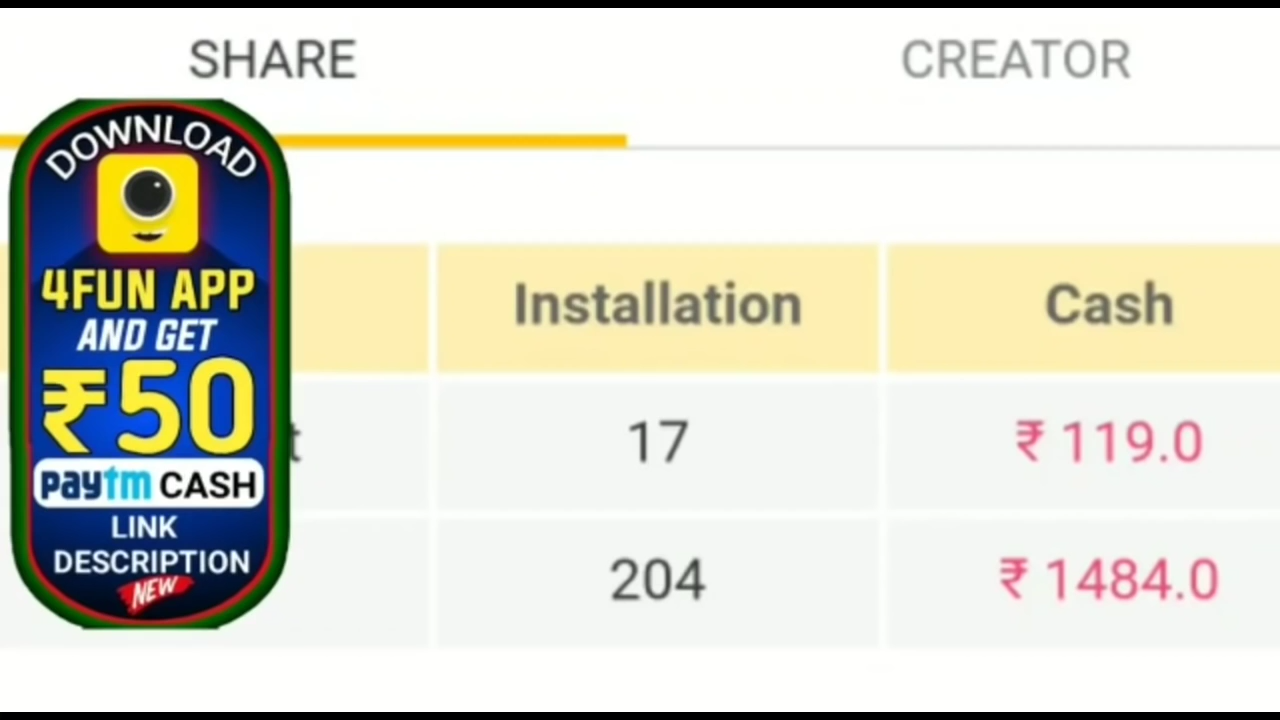 SHARE
CREATOR
DOWNLOAD
4FUN APP
AND GET
₹50
paytm CASH
LINK
DESCRIPTION
NEW
Installation
Cash
t
17
₹ 119.0
204
₹ 1484.0